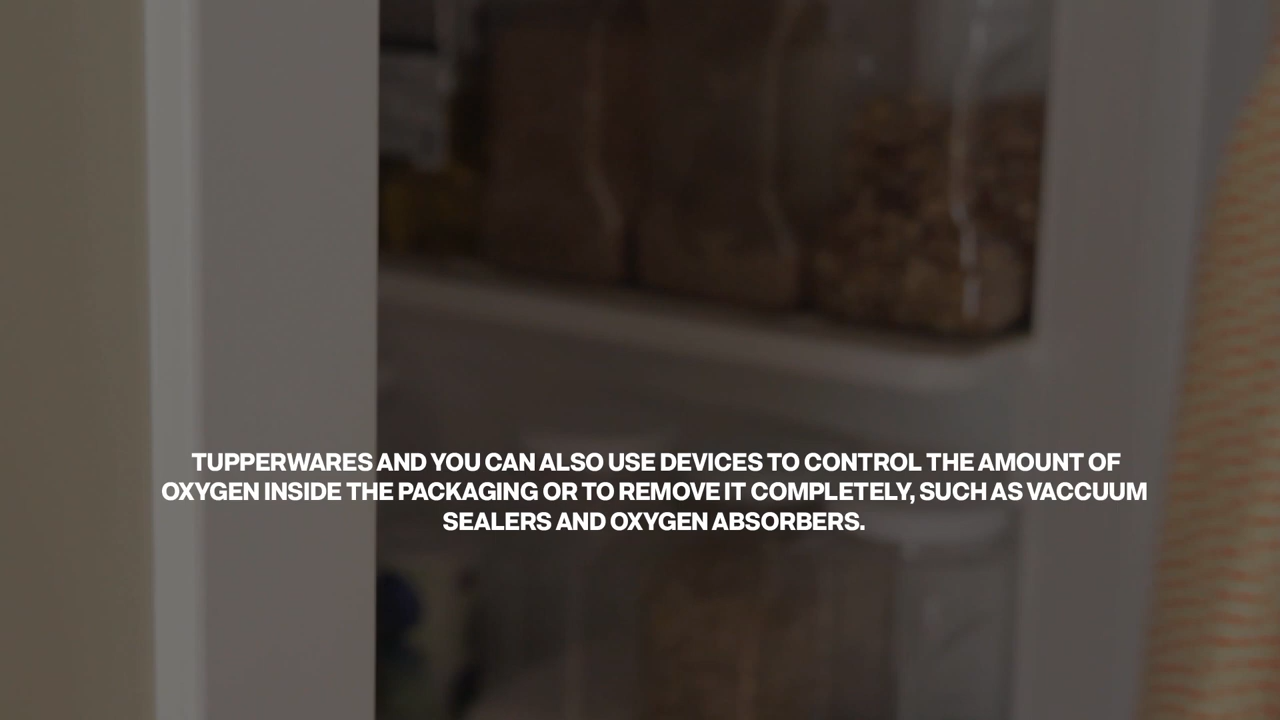 TUPPERWARES AND YOU CAN ALSO USE DEVICES TO CONTROL THE AMOUNT OF
OXYGEN INSIDE THE PACKAGING OR TO REMOVE IT COMPLETELY, SUCH AS VACCUUM
SEALERS AND OXYGEN ABSORBERS.